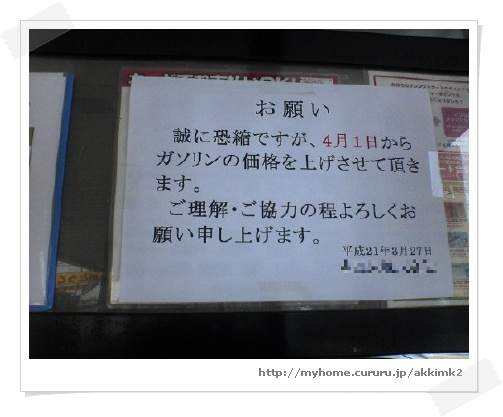 お願い
誠に恐縮ですが、4月1日から
ガソリンの価格を上げさせて頂き
ます。
ご理解・ご協力の程よろしくお
願い申し上げます。
平成21年3月27日
http://myhome.cururu.jp/akkimk2